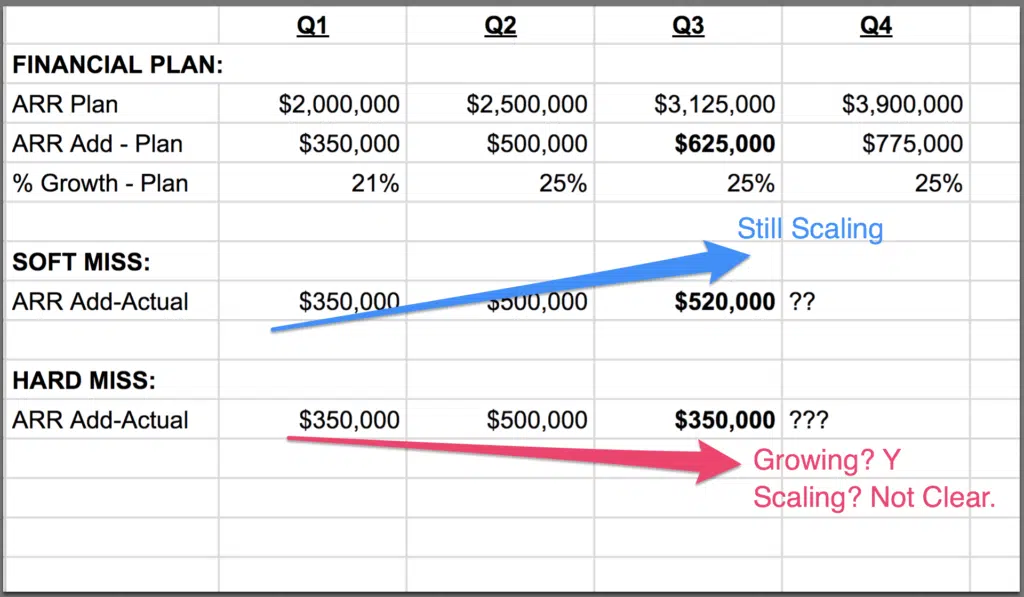 Q1 Q2 Q3 Q4
FINANCIAL PLAN:
ARR Plan $2,000,000 $2,500,000 $3,125,000 $3,900,000
ARR Add - Plan $350,000 $500,000 $625,000 $775,000
% Growth - Plan 21% 25% 25% 25%
Still Scaling
SOFT MISS:
ARR Add-Actual $350,000 $500,000 $520,000 ??
HARD MISS:
ARR Add-Actual $350,000 $500,000 $350,000 ???
Growing? Y
Scaling? Not Clear.